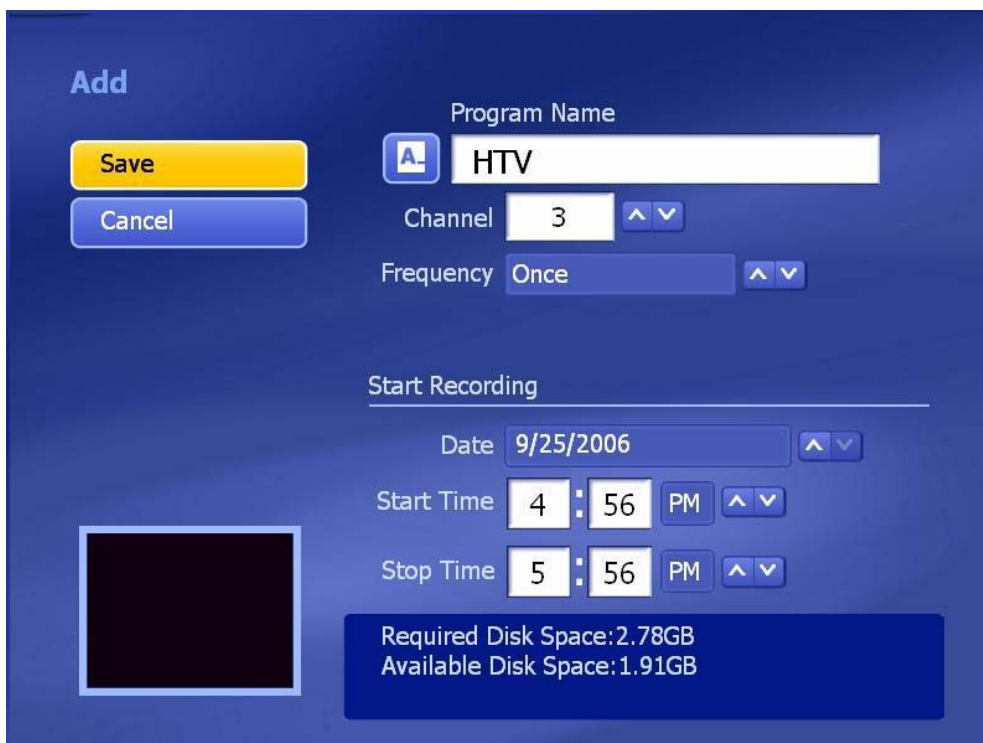 Add
Save
Cancel
Program Name
A_
HTV
Channel 3
Frequency Once
Start Recording
Date 9/25/2006
Start Time 4 : 56 PM
Stop Time 5 : 56 PM
Required Disk Space:2.78GB
Available Disk Space:1.91GB